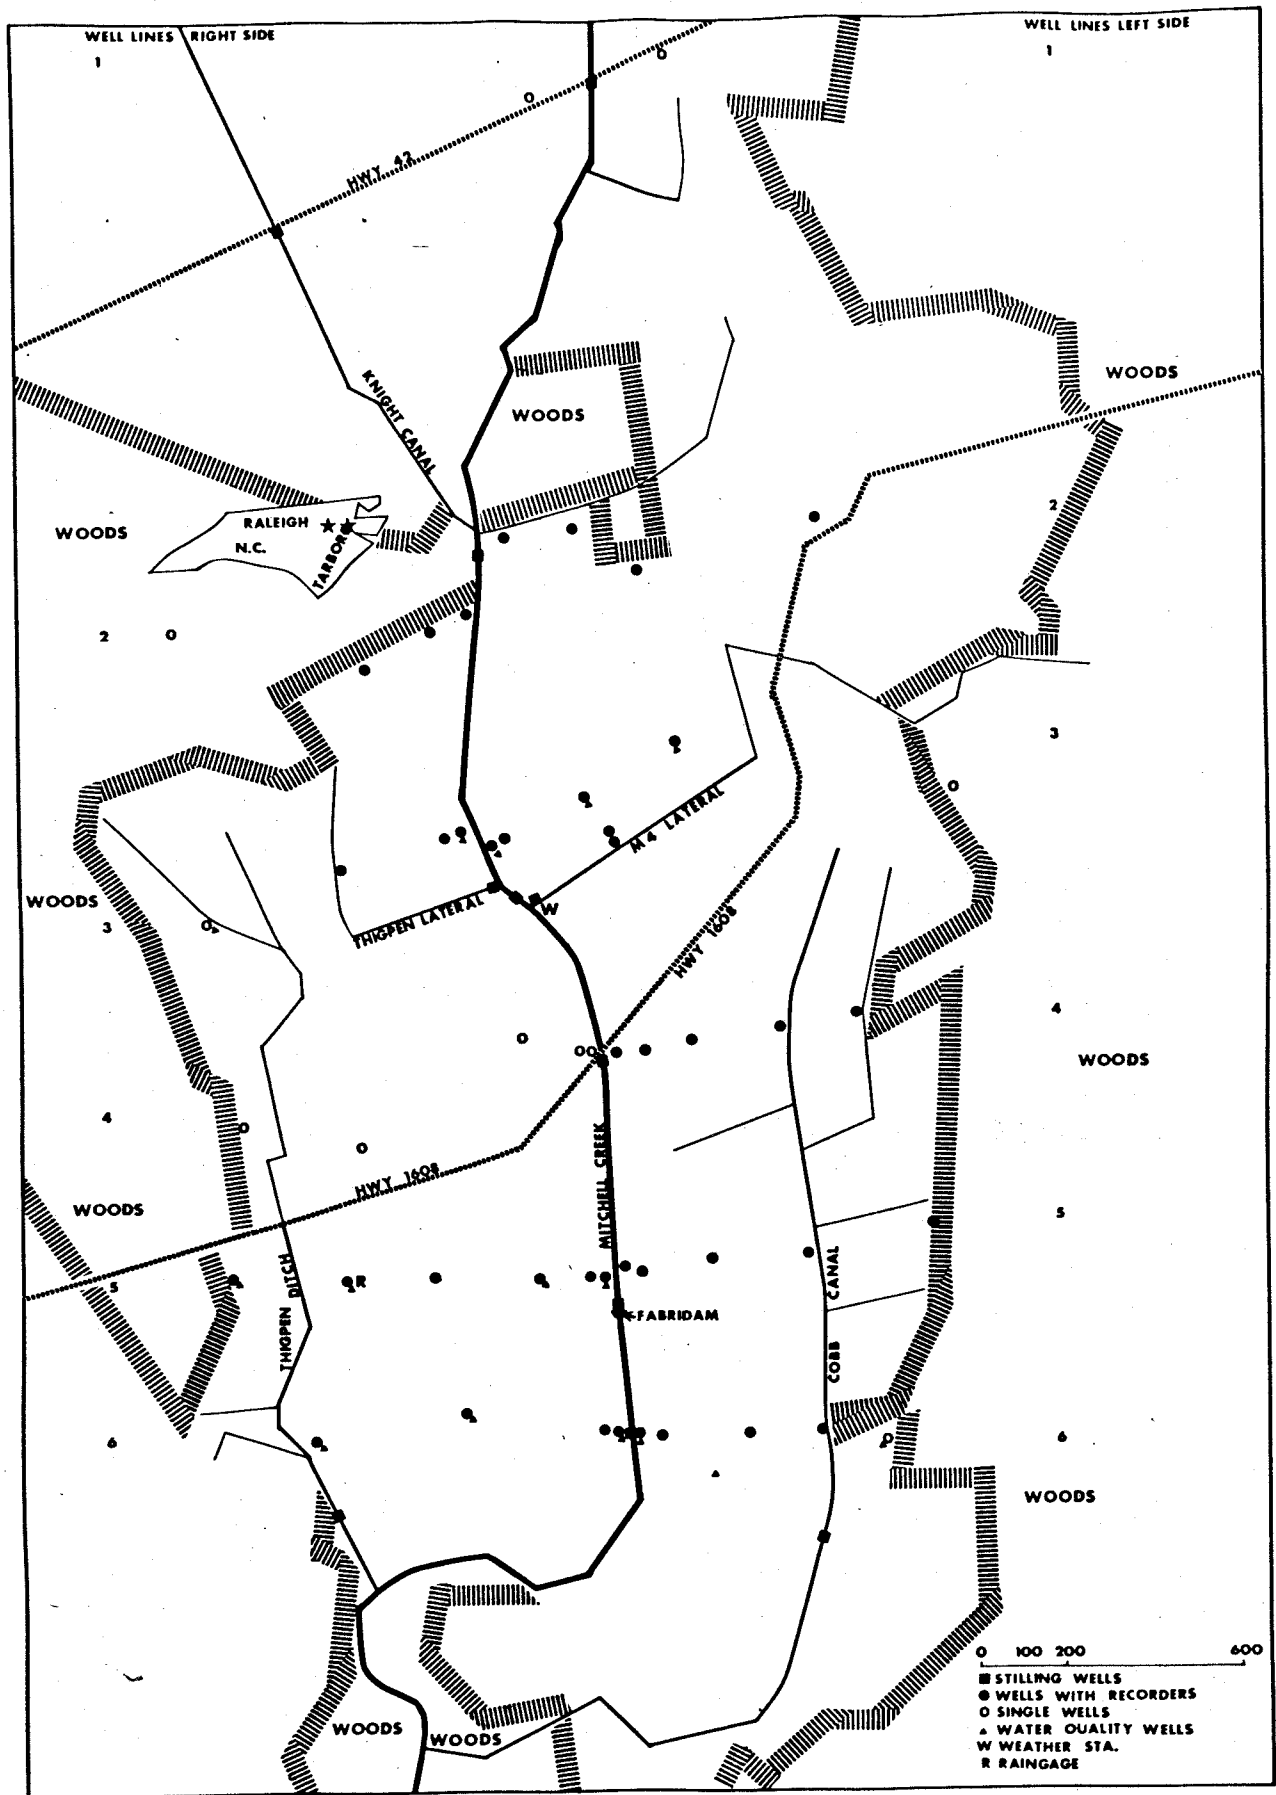 WELL LINES RIGHT SIDE
WELL LINES LEFT SIDE
1
1
O
O
HWY 42
KNIGHT CANAL
WOODS
WOODS
2
RALEIGH
N.C.
TARBORO
WOODS
2 O
3
O
M4 LATERAL
WOODS
3 O
THIGPEN LATERAL
W
HWY 1608
4
WOODS
O
O O
4
O
O
MITCHELL CREEK
HWY 1608
WOODS
5
5
R
THIGPEN DITCH
COBB CANAL
FABRIDAM
6
O
6
WOODS
0 100 200 600
STILLING WELLS
WELLS WITH RECORDERS
O SINGLE WELLS
WATER QUALITY WELLS
W WEATHER STA.
R RAINGAGE
WOODS
WOODS